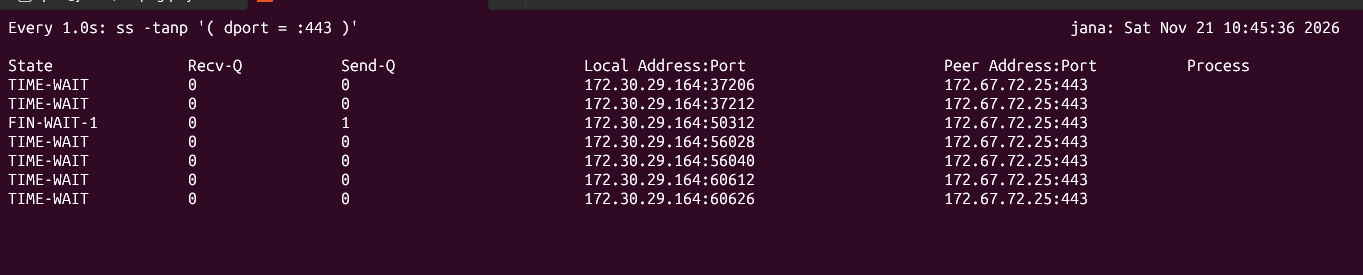 Every 1.0s: ss -tanp '( dport = :443 )' jana: Sat Nov 21 10:45:36 2026
State Recv-Q Send-Q Local Address:Port Peer Address:Port Process
TIME-WAIT 0 0 172.30.29.164:37206 172.67.72.25:443
TIME-WAIT 0 0 172.30.29.164:37212 172.67.72.25:443
FIN-WAIT-1 0 1 172.30.29.164:50312 172.67.72.25:443
TIME-WAIT 0 0 172.30.29.164:56028 172.67.72.25:443
TIME-WAIT 0 0 172.30.29.164:56040 172.67.72.25:443
TIME-WAIT 0 0 172.30.29.164:60612 172.67.72.25:443
TIME-WAIT 0 0 172.30.29.164:60626 172.67.72.25:443